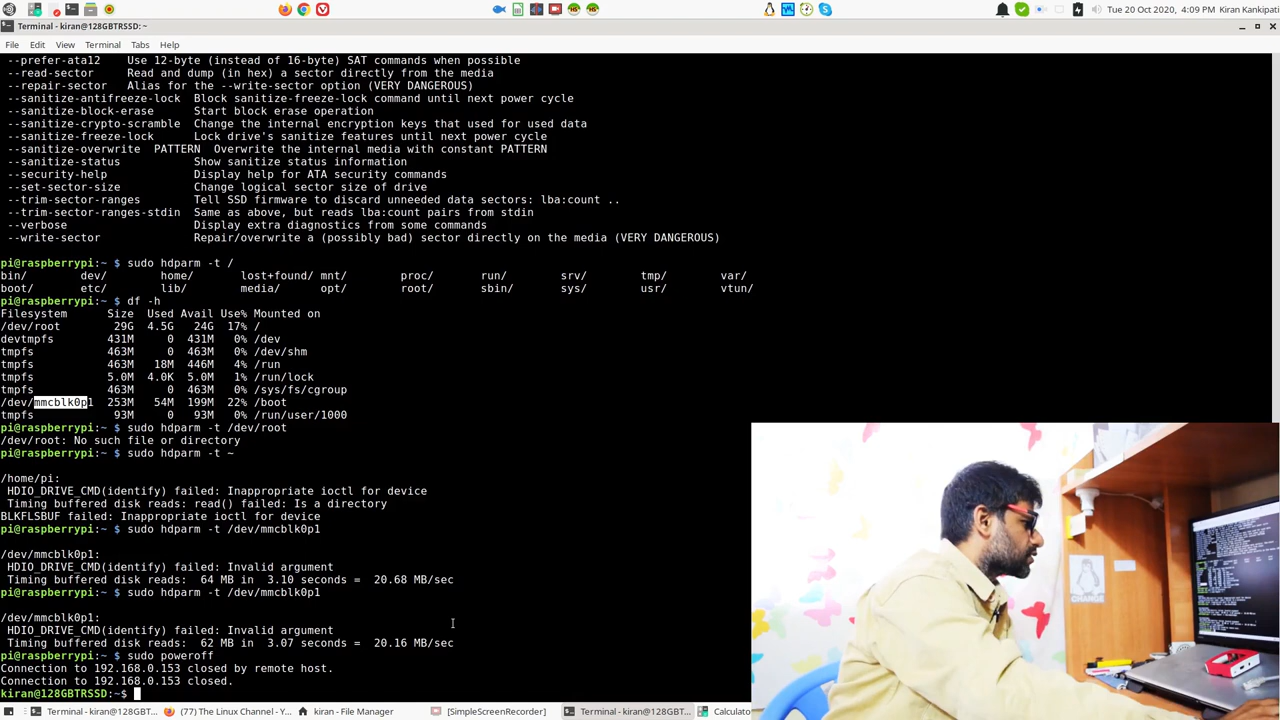 Tue 20 Oct 2020, 4:09 PM Kiran Kankipati
Terminal - kiran@128GBTRSSD: ~
File Edit View Terminal Tabs Help
--prefer-ata12 Use 12-byte (instead of 16-byte) SAT commands when possible
--read-sector Read and dump (in hex) a sector directly from the media
--repair-sector Alias for the --write-sector option (VERY DANGEROUS)
--sanitize-antifreeze-lock Block sanitize-freeze-lock command until next power cycle
--sanitize-block-erase Start block erase operation
--sanitize-crypto-scramble Change the internal encryption keys that used for used data
--sanitize-freeze-lock Lock drive's sanitize features until next power cycle
--sanitize-overwrite PATTERN Overwrite the internal media with constant PATTERN
--sanitize-status Show sanitize status information
--security-help Display help for ATA security commands
--set-sector-size Change logical sector size of drive
--trim-sector-ranges Tell SSD firmware to discard unneeded data sectors: lba:count ..
--trim-sector-ranges-stdin Same as above, but reads lba:count pairs from stdin
--verbose Display extra diagnostics from some commands
--write-sector Repair/overwrite a (possibly bad) sector directly on the media (VERY DANGEROUS)
pi@raspberrypi:~ $ sudo hdparm -t /
bin/ dev/ home/ lost+found/ mnt/ proc/ run/ srv/ tmp/ var/
boot/ etc/ lib/ media/ opt/ root/ sbin/ sys/ usr/ vtun/
pi@raspberrypi:~ $ df -h
Filesystem Size Used Avail Use% Mounted on
/dev/root 29G 4.5G 24G 17% /
devtmpfs 431M 0 431M 0% /dev
tmpfs 463M 0 463M 0% /dev/shm
tmpfs 463M 18M 446M 4% /run
tmpfs 5.0M 4.0K 5.0M 1% /run/lock
tmpfs 463M 0 463M 0% /sys/fs/cgroup
/dev/mmcblk0p1 253M 54M 199M 22% /boot
tmpfs 93M 0 93M 0% /run/user/1000
pi@raspberrypi:~ $ sudo hdparm -t /dev/root
/dev/root: No such file or directory
pi@raspberrypi:~ $ sudo hdparm -t ~
/home/pi:
HDIO_DRIVE_CMD(identify) failed: Inappropriate ioctl for device
Timing buffered disk reads: read() failed: Is a directory
BLKFLSBUF failed: Inappropriate ioctl for device
pi@raspberrypi:~ $ sudo hdparm -t /dev/mmcblk0p1
/dev/mmcblk0p1:
HDIO_DRIVE_CMD(identify) failed: Invalid argument
Timing buffered disk reads: 64 MB in 3.10 seconds = 20.68 MB/sec
pi@raspberrypi:~ $ sudo hdparm -t /dev/mmcblk0p1
/dev/mmcblk0p1:
HDIO_DRIVE_CMD(identify) failed: Invalid argument
Timing buffered disk reads: 62 MB in 3.07 seconds = 20.16 MB/sec
pi@raspberrypi:~ $ sudo poweroff
Connection to 192.168.0.153 closed by remote host.
Connection to 192.168.0.153 closed.
kiran@128GBTRSSD:~$
CHANGE
Terminal - kiran@128GBT... (77) The Linux Channel - Y... kiran - File Manager [SimpleScreenRecorder] Terminal - kiran@128GBT... Calculato